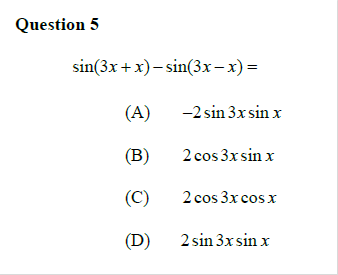 Question 5
sin(3x + x) – sin(3x – x) =
(A) –2 sin 3x sin x
(B) 2 cos 3x sin x
(C) 2 cos 3x cos x
(D) 2 sin 3x sin x